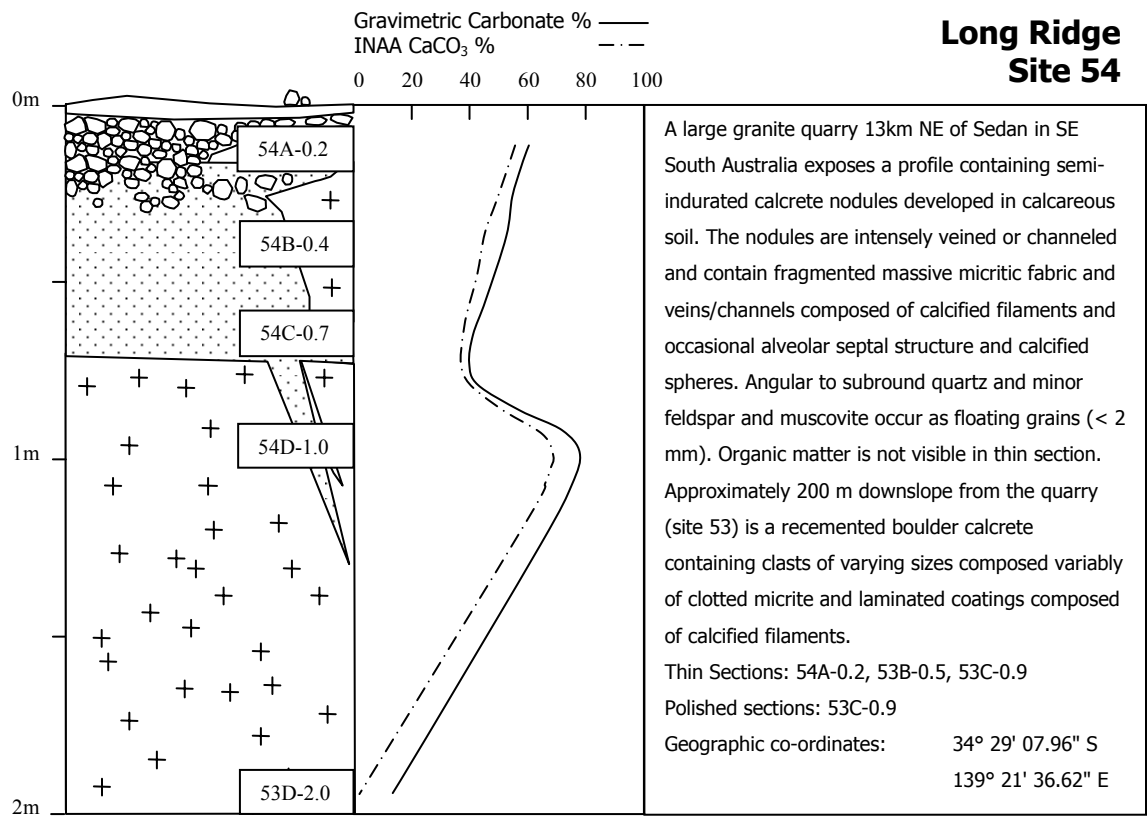 Gravimetric Carbonate %
INAA CaCO₃ %
Long Ridge
Site 54
0 20 40 60 80 100
0m
54A-0.2
54B-0.4
54C-0.7
1m
54D-1.0
53D-2.0
2m
A large granite quarry 13km NE of Sedan in SE
South Australia exposes a profile containing semi-
indurated calcrete nodules developed in calcareous
soil. The nodules are intensely veined or channeled
and contain fragmented massive micritic fabric and
veins/channels composed of calcified filaments and
occasional alveolar septal structure and calcified
spheres. Angular to subround quartz and minor
feldspar and muscovite occur as floating grains (< 2
mm). Organic matter is not visible in thin section.
Approximately 200 m downslope from the quarry
(site 53) is a recemented boulder calcrete
containing clasts of varying sizes composed variably
of clotted micrite and laminated coatings composed
of calcified filaments.
Thin Sections: 54A-0.2, 53B-0.5, 53C-0.9
Polished sections: 53C-0.9
Geographic co-ordinates: 34° 29' 07.96" S
139° 21' 36.62" E